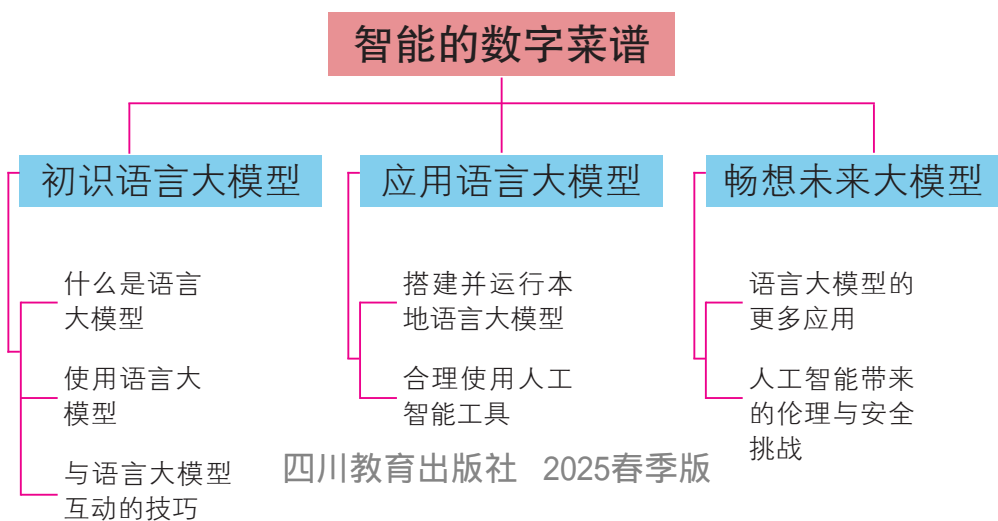 智能的数字菜谱
初识语言大模型
什么是语言
大模型
使用语言大
模型
与语言大模型
互动的技巧
应用语言大模型
搭建并运行本
地语言大模型
合理使用人工
智能工具
畅想未来大模型
语言大模型的
更多应用
人工智能带来
的伦理与安全
挑战
四川教育出版社 2025春季版